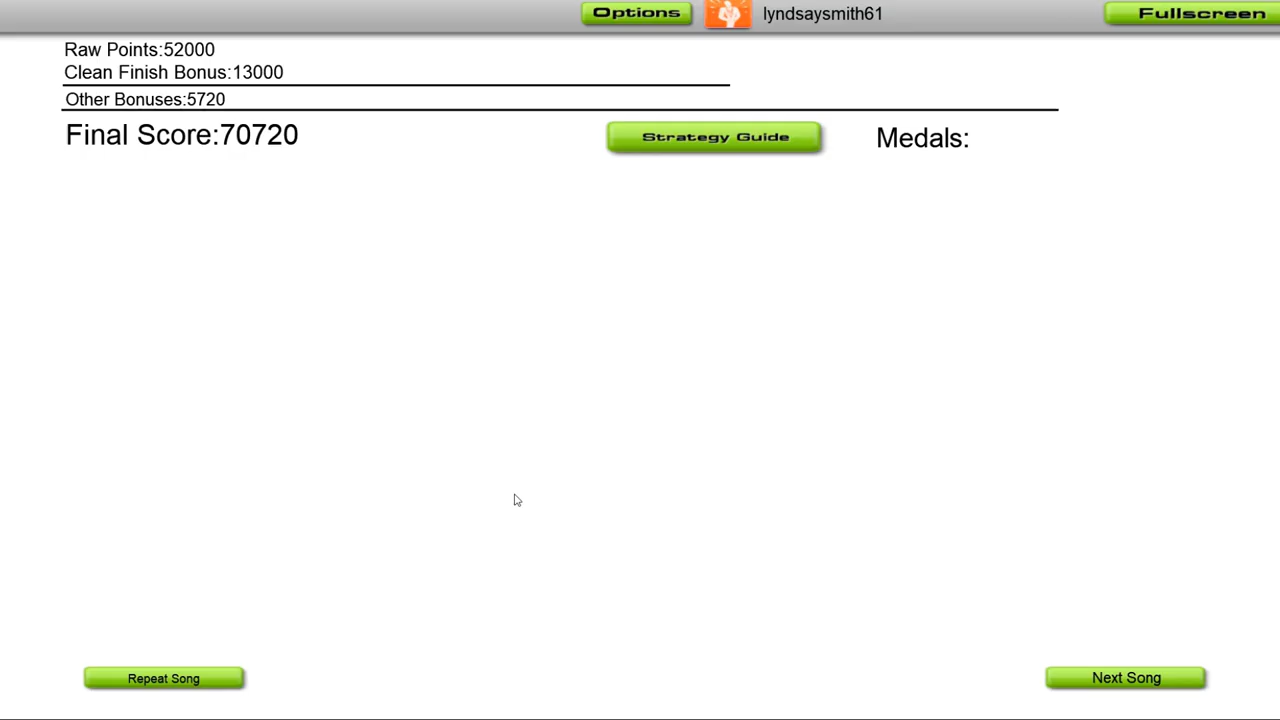 Options
lyndsaysmith61
Fullscreen
Raw Points:52000
Clean Finish Bonus:13000
Other Bonuses:5720
Final Score:70720
Strategy Guide
Medals:
Repeat Song
Next Song